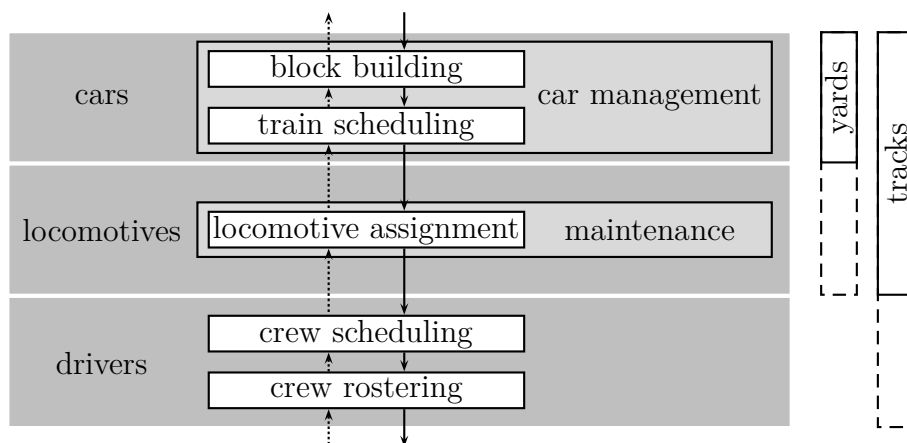 block building
cars
car management
train scheduling
locomotives
locomotive assignment
maintenance
crew scheduling
drivers
crew rostering
yards
tracks